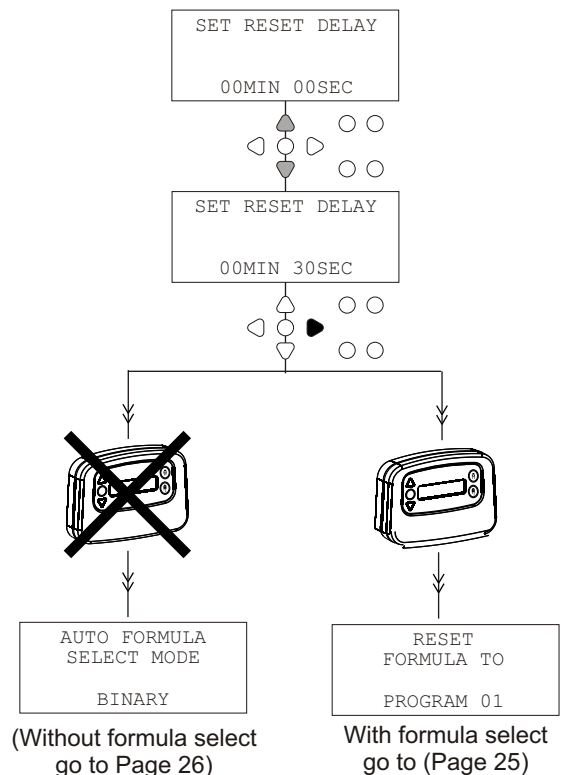 SET RESET DELAY
00MIN 00SEC
SET RESET DELAY
00MIN 30SEC
AUTO FORMULA
SELECT MODE
BINARY
(Without formula select
go to Page 26)
RESET
FORMULA TO
PROGRAM 01
With formula select
go to (Page 25)